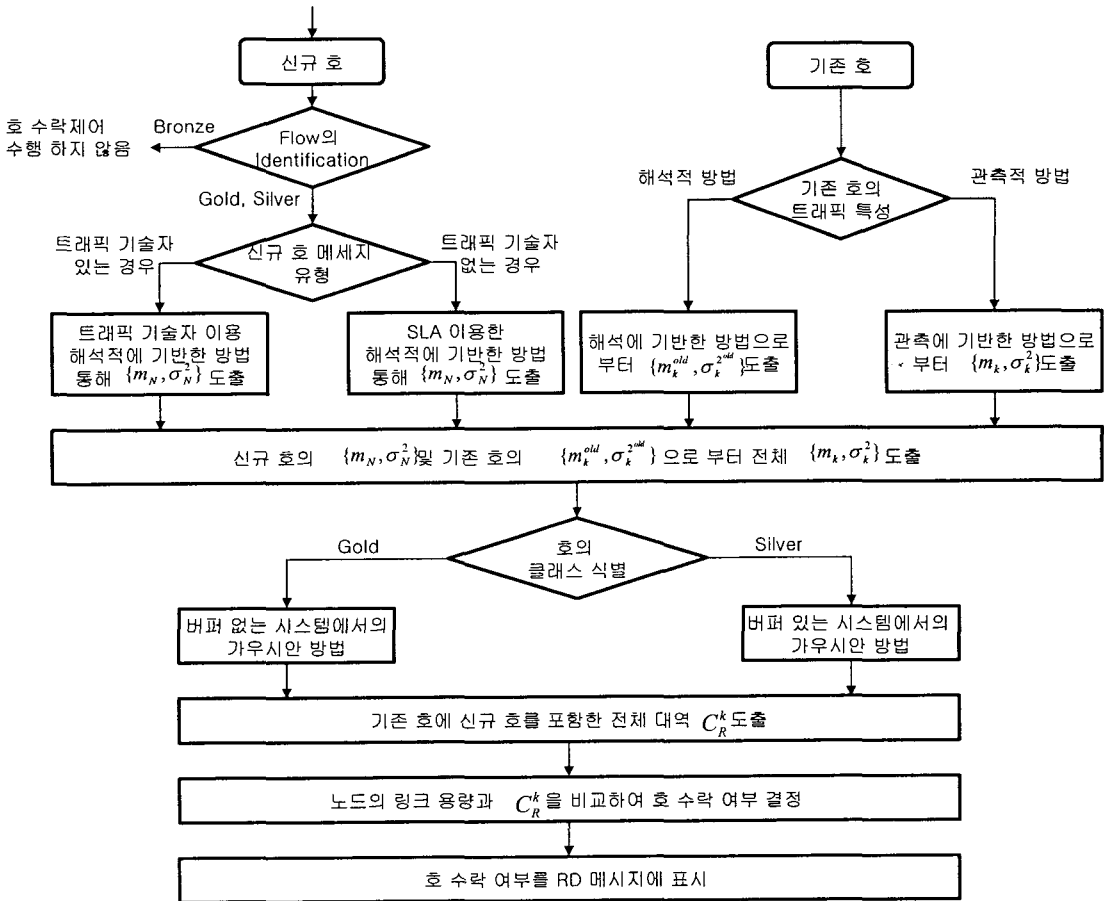 신규 호
기존 호
호 수락제어
수행 하지 않음
Bronze
Flow의
Identification
Gold, Silver
해석적 방법
기존 호의
트래픽 특성
관측적 방법
트래픽 기술자
있는 경우
신규 호 메세지
유형
트래픽 기술자
없는 경우
트래픽 기술자 이용
해석적에 기반한 방법
통해 {m_N, σ_N^2} 도출
SLA 이용한
해석적에 기반한 방법
통해 {m_N, σ_N^2} 도출
해석에 기반한 방법으로
부터 {m_k^{old}, σ_k^{2^{old}}} 도출
관측에 기반한 방법으로
부터 {m_k, σ_k^2} 도출
신규 호의 {m_N, σ_N^2} 및 기존 호의 {m_k^{old}, σ_k^{2^{old}}} 으로 부터 전체 {m_k, σ_k^2} 도출
Gold
호의
클래스 식별
Silver
버퍼 없는 시스템에서의
가우시안 방법
버퍼 있는 시스템에서의
가우시안 방법
기존 호에 신규 호를 포함한 전체 대역 C_R^k 도출
노드의 링크 용량과 C_R^k 을 비교하여 호 수락 여부 결정
호 수락 여부를 RD 메시지에 표시